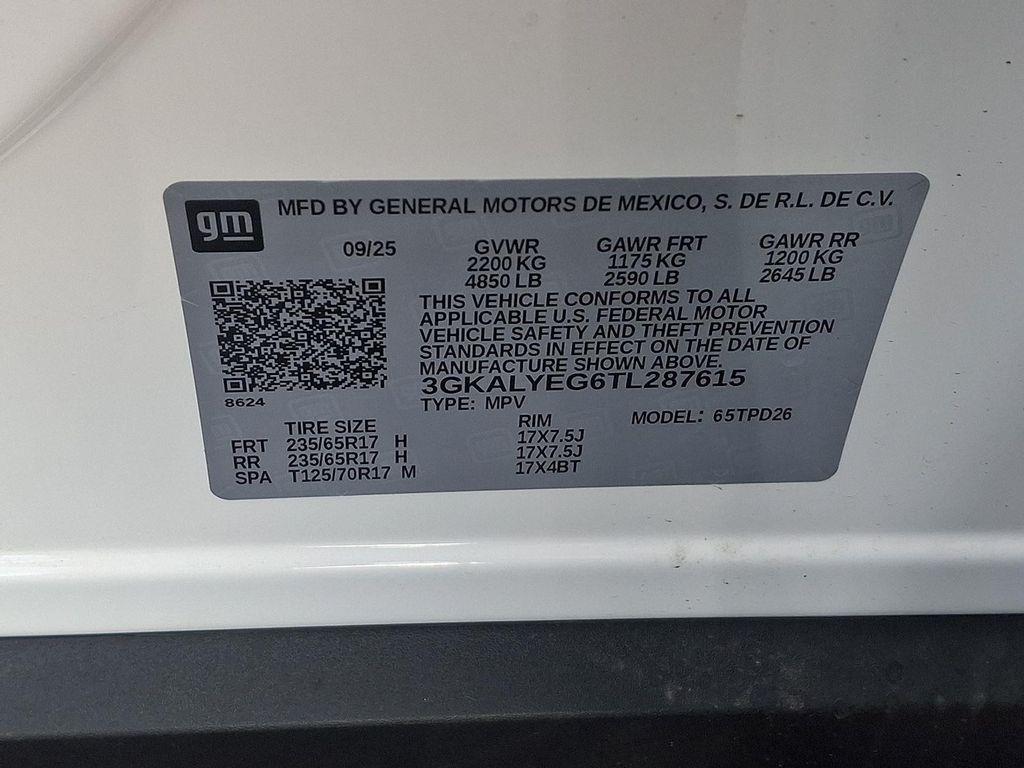 gm
MFD BY GENERAL MOTORS DE MEXICO, S. DE R.L. DE C.V.
09/25 GVWR GAWR FRT GAWR RR
2200 KG 1175 KG 1200 KG
4850 LB 2590 LB 2645 LB
THIS VEHICLE CONFORMS TO ALL
APPLICABLE U.S. FEDERAL MOTOR
VEHICLE SAFETY AND THEFT PREVENTION
STANDARDS IN EFFECT ON THE DATE OF
MANUFACTURE SHOWN ABOVE.
3GKALYEG6TL287615
8624
TYPE: MPV
MODEL: 65TPD26
TIRE SIZE RIM
FRT 235/65R17 H 17X7.5J
RR 235/65R17 H 17X7.5J
SPA T125/70R17 M 17X4BT